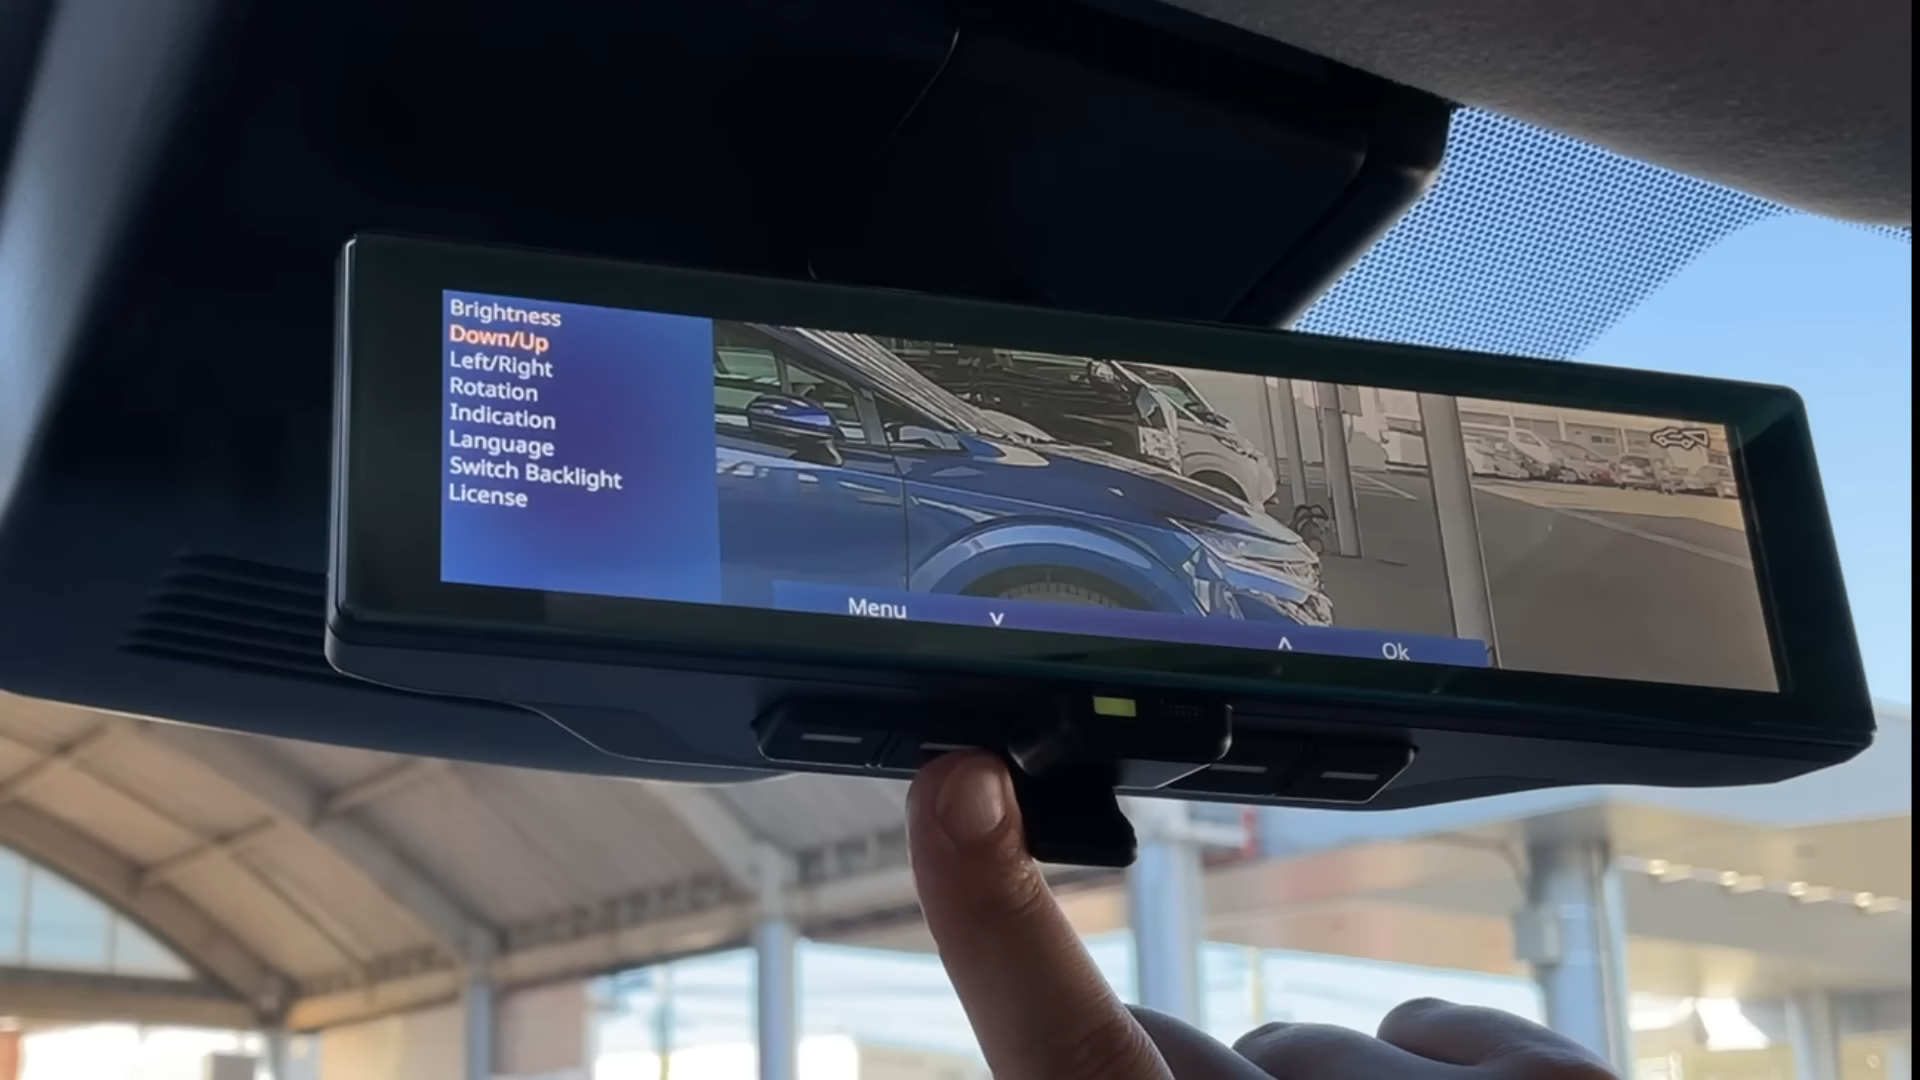 Brightness
Down/Up
Left/Right
Rotation
Indication
Language
Switch Backlight
License
Menu
Ok